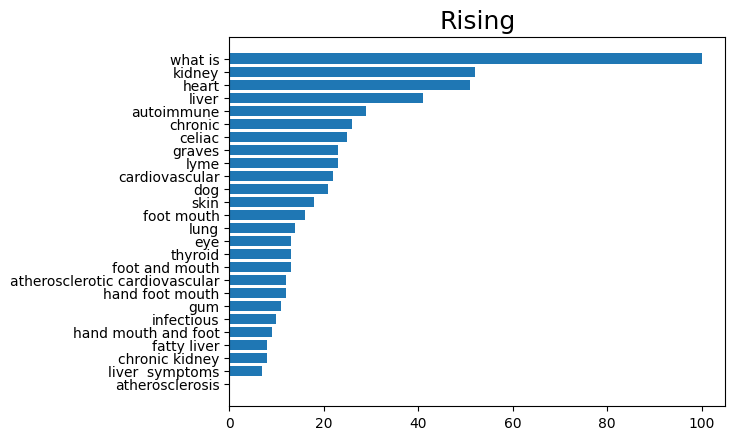 Rising
what is
kidney
heart
liver
autoimmune
chronic
celiac
graves
lyme
cardiovascular
dog
skin
foot mouth
lung
eye
thyroid
foot and mouth
atherosclerotic cardiovascular
hand foot mouth
gum
infectious
hand mouth and foot
fatty liver
chronic kidney
liver  symptoms
atherosclerosis
0 20 40 60 80 100